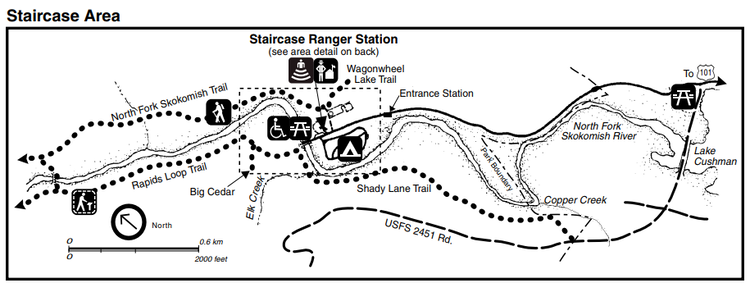 Staircase Area
Staircase Ranger Station
(see area detail on back)
Wagonwheel
Lake Trail
To 101
North Fork Skokomish Trail
Entrance Station
North Fork
Skokomish River
Lake
Cushman
Park Boundary
Rapids Loop Trail
Big Cedar
Elk Creek
Shady Lane Trail
Copper Creek
USFS 2451 Rd.
North
0 0.6 km
0 2000 feet